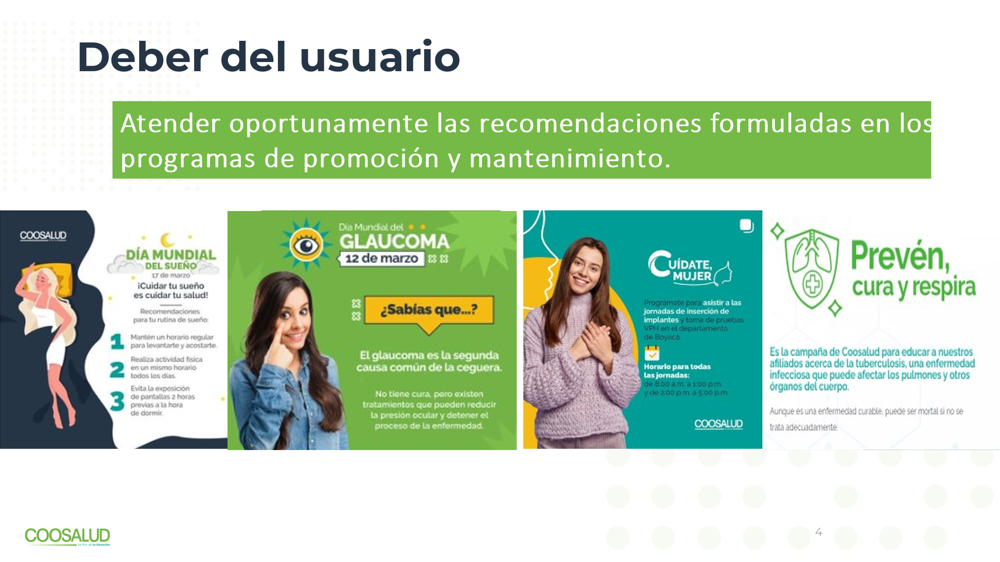 Deber del usuario
Atender oportunamente las recomendaciones formuladas en los
programas de promoción y mantenimiento.
COOSALUD
DÍA MUNDIAL
DEL SUEÑO
17 de marzo
¡Cuidar tu sueño
es cuidar tu salud!
Recomendaciones
para tu rutina de sueño:
1
Mantén un horario regular
para levantarte y acostarte.
2
Realiza actividad física
en un mismo horario
todos los días.
3
Evita la exposición
de pantallas 2 horas
previas a la hora
de dormir.
Día Mundial del
GLAUCOMA
12 de marzo
¿Sabías que...?
El glaucoma es la segunda
causa común de la ceguera.
No tiene cura, pero existen
tratamientos que pueden reducir
la presión ocular y detener el
proceso de la enfermedad.
CUÍDATE,
MUJER
Prográmate para asistir a las
jornadas de inserción de
implantes y toma de pruebas
VPH en el departamento
de Boyacá.
Horario para todas
las jornadas:
de 8:00 a.m. a 1:00 p.m.
y de 2:00 p.m. a 5:00 p.m.
COOSALUD
Prevén,
cura y respira
Es la campaña de Coosalud para educar a nuestros
afiliados acerca de la tuberculosis, una enfermedad
infecciosa que puede afectar los pulmones y otros
órganos del cuerpo.
Aunque es una enfermedad curable, puede ser mortal si no se
trata adecuadamente.
COOSALUD
En Pos de tu bienestar
4